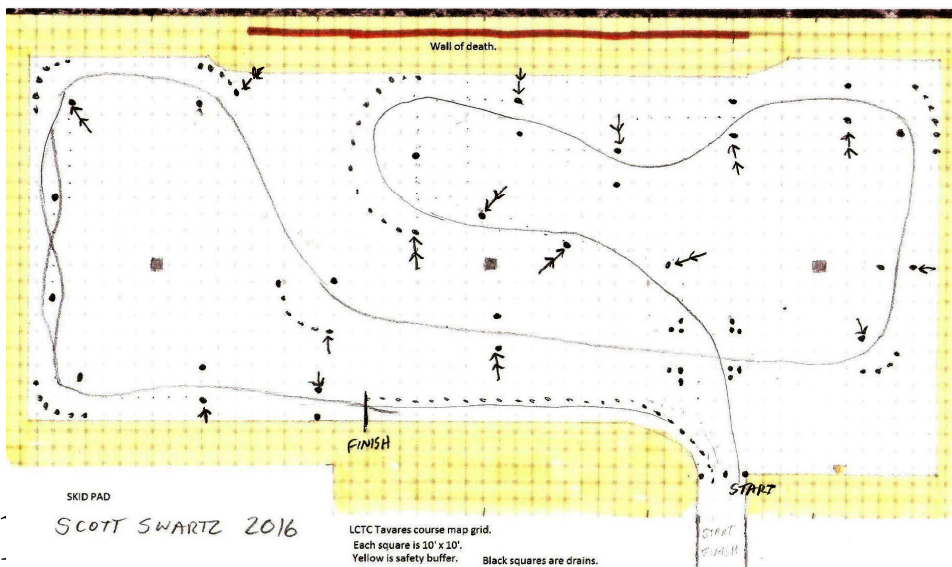 Wall of death.
FINISH
START
SKID PAD
SCOTT SWARTZ 2016
LCTC Tavares course map grid.
Each square is 10' x 10'.
Yellow is safety buffer.
Black squares are drains.
START
FINISH